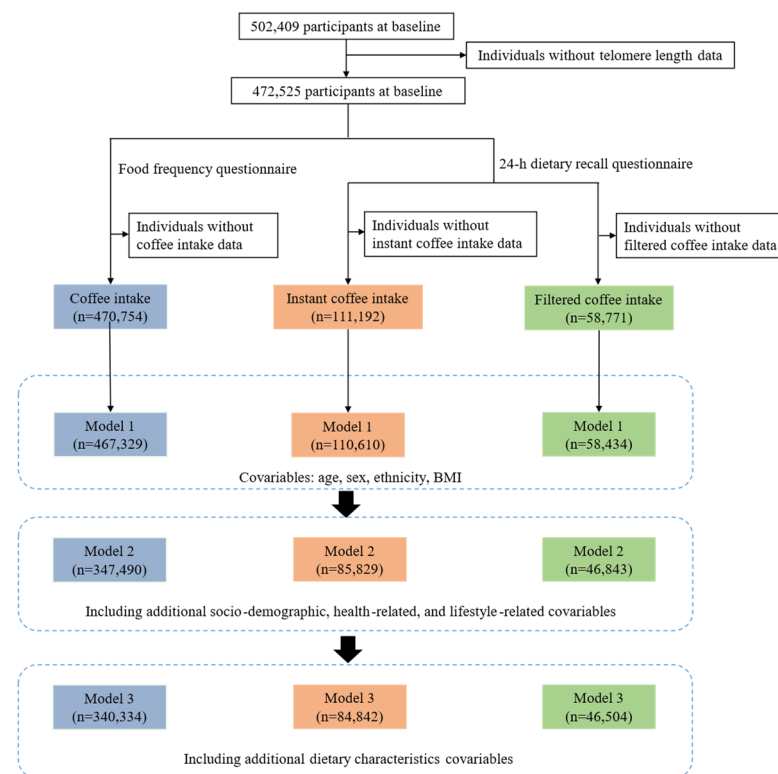 502,409 participants at baseline
Individuals without telomere length data
472,525 participants at baseline
Food frequency questionnaire
24-h dietary recall questionnaire
Individuals without
coffee intake data
Individuals without
instant coffee intake data
Individuals without
filtered coffee intake data
Coffee intake
(n=470,754)
Instant coffee intake
(n=111,192)
Filtered coffee intake
(n=58,771)
Model 1
(n=467,329)
Model 1
(n=110,610)
Model 1
(n=58,434)
Covariables: age, sex, ethnicity, BMI
Model 2
(n=347,490)
Model 2
(n=85,829)
Model 2
(n=46,843)
Including additional socio-demographic, health-related, and lifestyle-related covariables
Model 3
(n=340,334)
Model 3
(n=84,842)
Model 3
(n=46,504)
Including additional dietary characteristics covariables